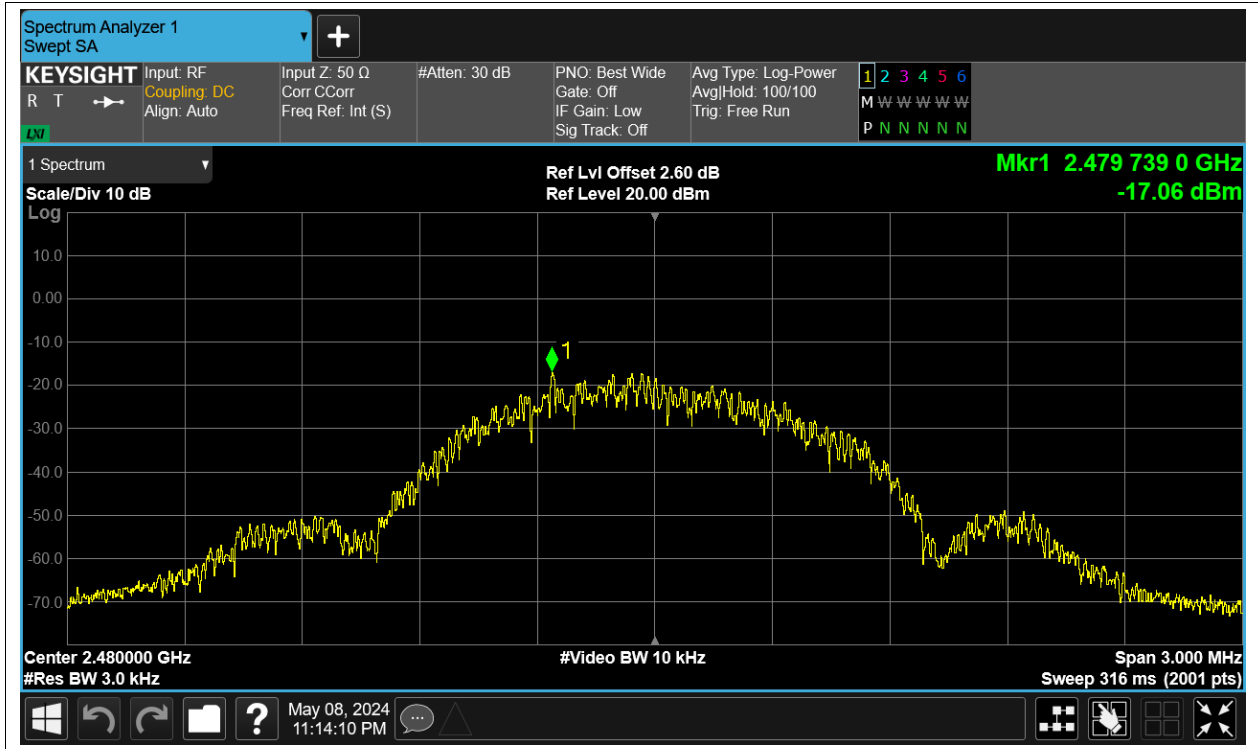 Spectrum Analyzer 1
Swept SA
+
KEYSIGHT
R T
LXI
Input: RF
Coupling: DC
Align: Auto
Input Z: 50 Ω
Corr CCorr
Freq Ref: Int (S)
#Atten: 30 dB
PNO: Best Wide
Gate: Off
IF Gain: Low
Sig Track: Off
Avg Type: Log-Power
Avg|Hold: 100/100
Trig: Free Run
1 2 3 4 5 6
M W W W W W
P N N N N N
1 Spectrum
Scale/Div 10 dB
Log
Ref Lvl Offset 2.60 dB
Ref Level 20.00 dBm
Mkr1 2.479 739 0 GHz
-17.06 dBm
10.0
0.00
-10.0
1
-20.0
-30.0
-40.0
-50.0
-60.0
-70.0
Center 2.480000 GHz
#Res BW 3.0 kHz
#Video BW 10 kHz
Span 3.000 MHz
Sweep 316 ms (2001 pts)
?
May 08, 2024
11:14:10 PM